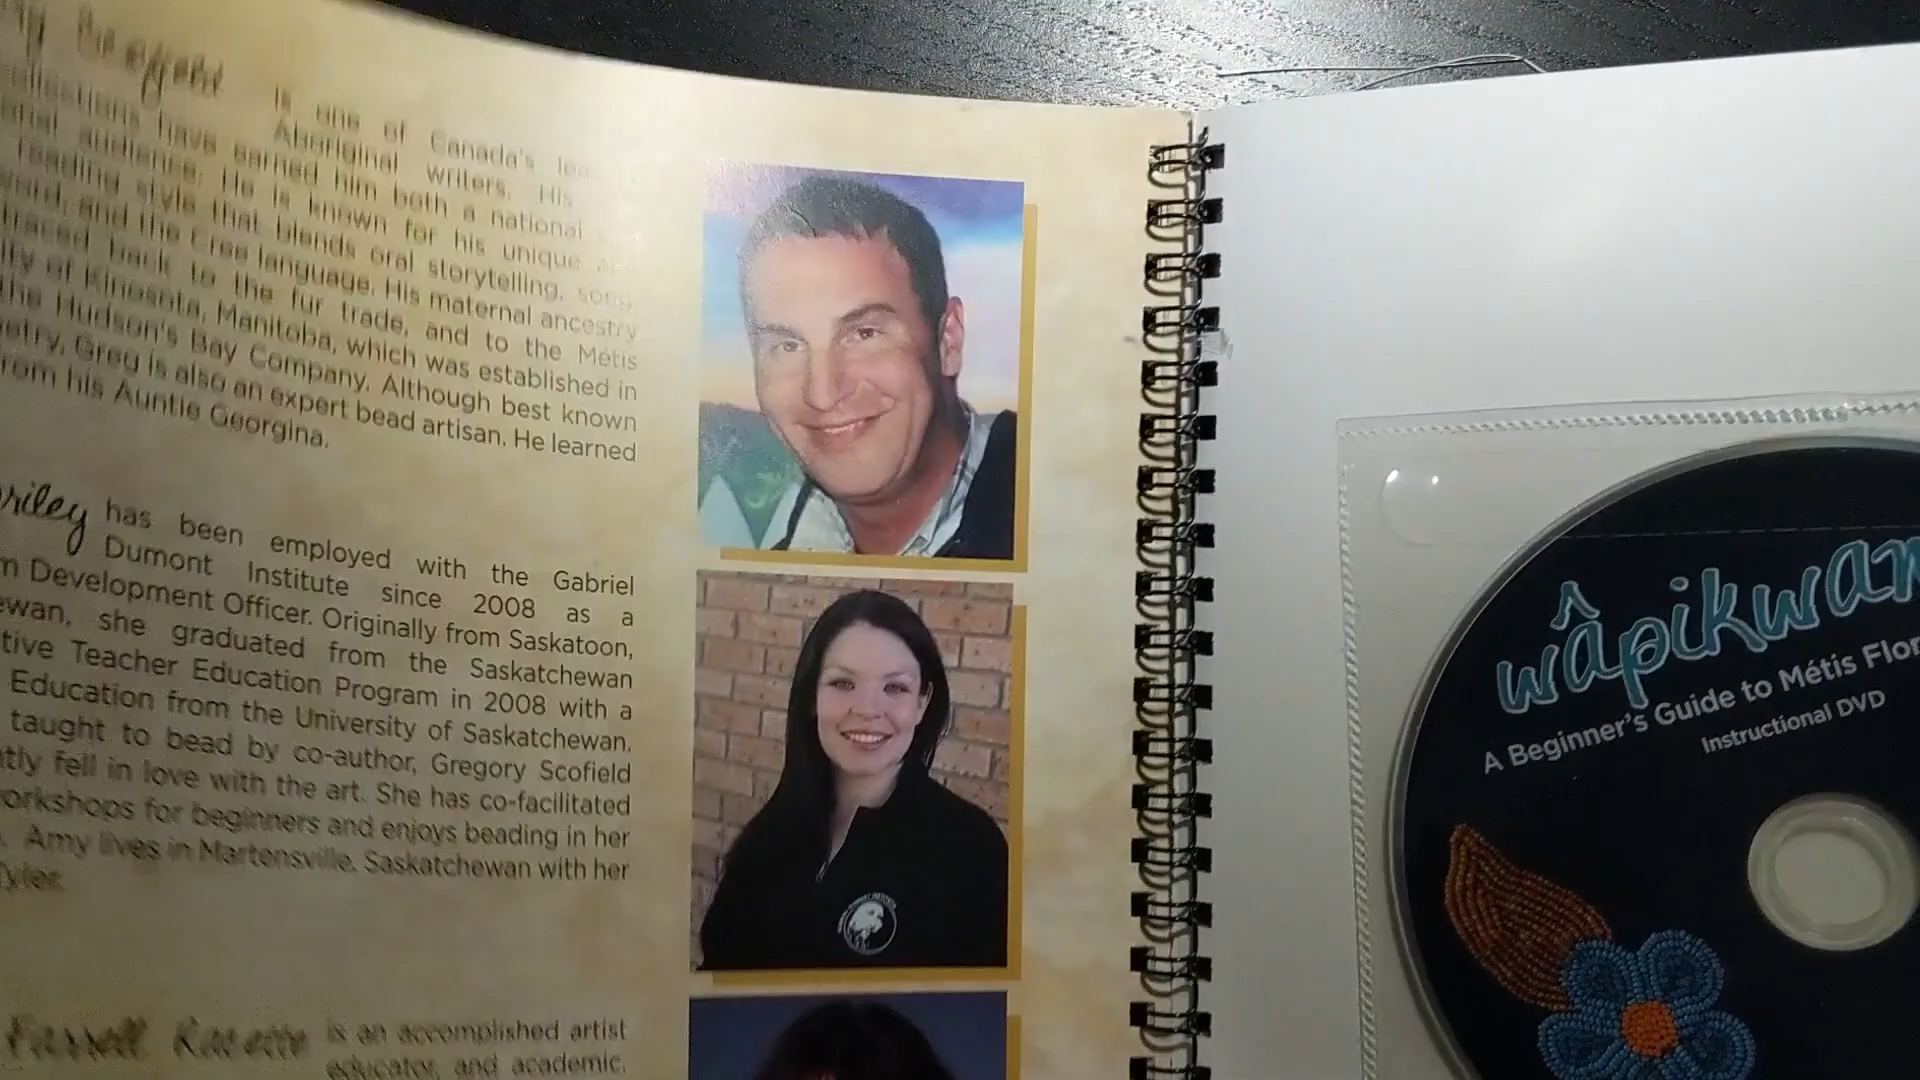 is one of Canada's
Aboriginal writers. His
have earned him both a national
audience. He is known for his unique
reading style that blends oral storytelling, song,
and the Cree language. His maternal ancestry
traced back to the fur trade, and to the Métis
of Kinosota, Manitoba, which was established in
the Hudson's Bay Company. Although best known
Greg is also an expert bead artisan. He learned
from his Auntie Georgina.
has been employed with the Gabriel
Dumont Institute since 2008 as a
Development Officer. Originally from Saskatoon,
she graduated from the Saskatchewan
Teacher Education Program in 2008 with a
Education from the University of Saskatchewan.
taught to bead by co-author, Gregory Scofield
fell in love with the art. She has co-facilitated
workshops for beginners and enjoys beading in her
Amy lives in Martensville, Saskatchewan with her
Tyler.
Farrell Racette is an accomplished artist
educator, and academic.
wâpikwan
A Beginner's Guide to Métis
Instructional DVD